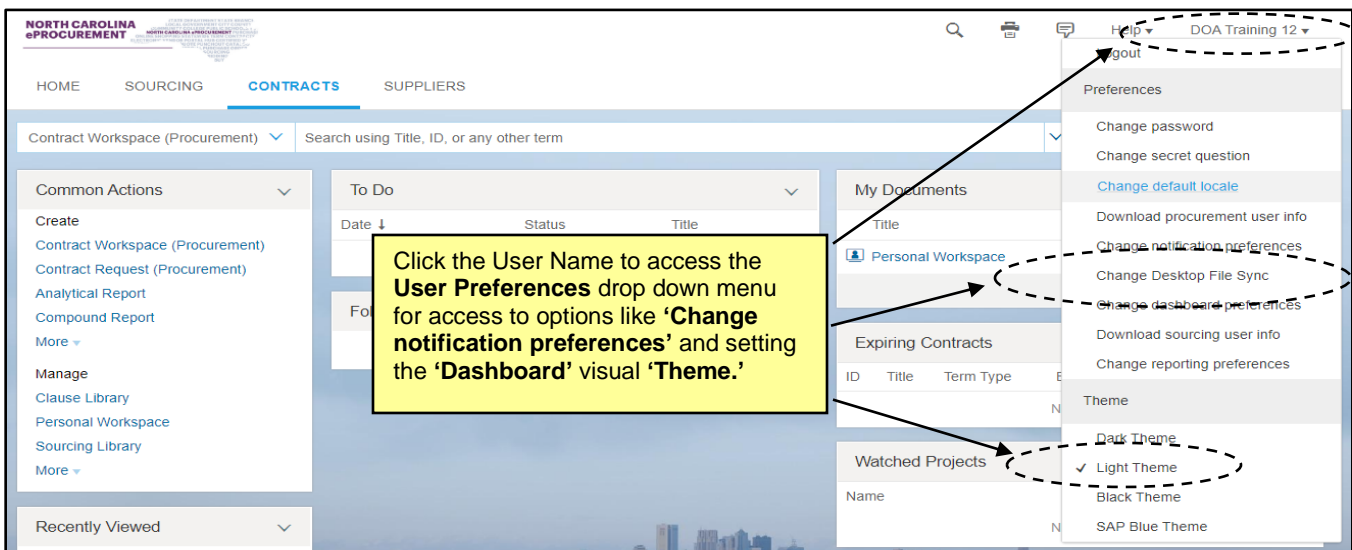 NORTH CAROLINA
ePROCUREMENT
Help DOA Training 12
HOME SOURCING CONTRACTS SUPPLIERS
Contract Workspace (Procurement) Search using Title, ID, or any other term
Common Actions
Create
Contract Workspace (Procurement)
Contract Request (Procurement)
Analytical Report
Compound Report
More
Manage
Clause Library
Personal Workspace
Sourcing Library
More
Recently Viewed
To Do
Date ↓ Status Title
Click the User Name to access the
User Preferences drop down menu
for access to options like ‘Change
notification preferences’ and setting
the ‘Dashboard’ visual ‘Theme.’
My Documents
Title
Personal Workspace
Expiring Contracts
ID Title Term Type
Watched Projects
Name
Logout
Preferences
Change password
Change secret question
Change default locale
Download procurement user info
Change notification preferences
Change Desktop File Sync
Change dashboard preferences
Download sourcing user info
Change reporting preferences
Theme
Dark Theme
✓ Light Theme
Black Theme
SAP Blue Theme